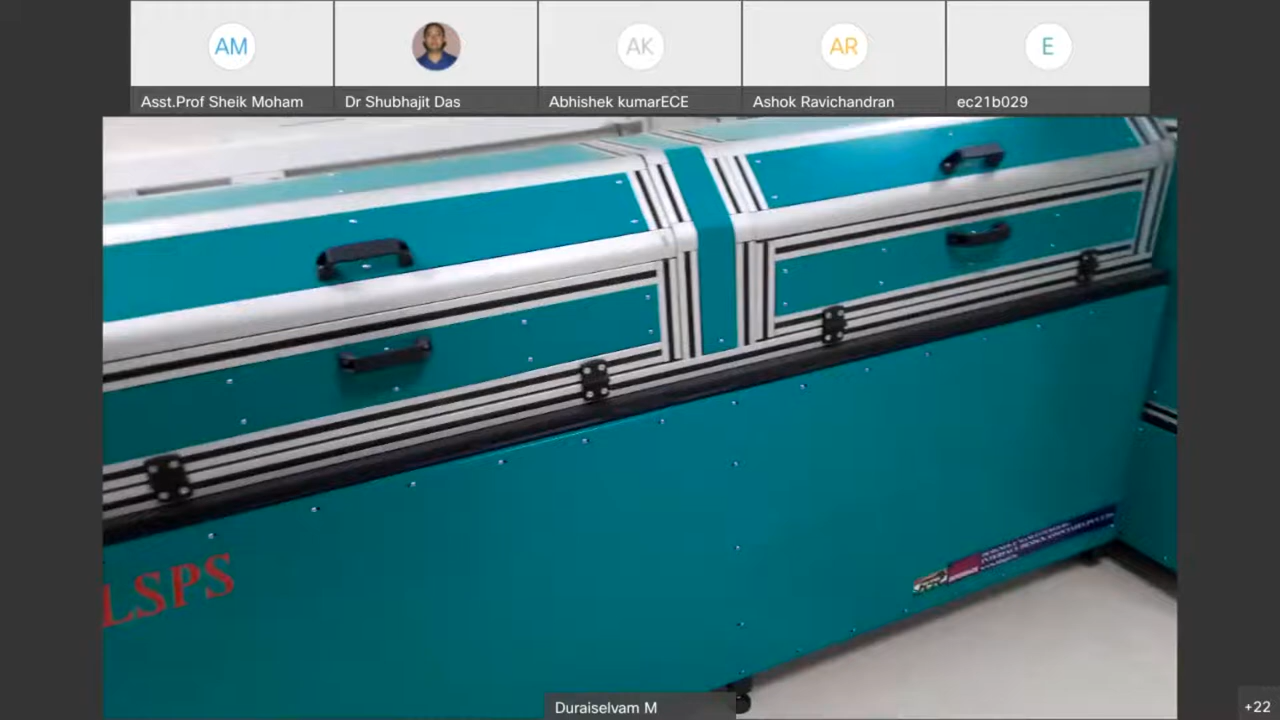 AM
AK
AR
E
Asst.Prof Sheik Moham
Dr Shubhajit Das
Abhishek kumarECE
Ashok Ravichandran
ec21b029
LSPS
Duraiselvam M
+22